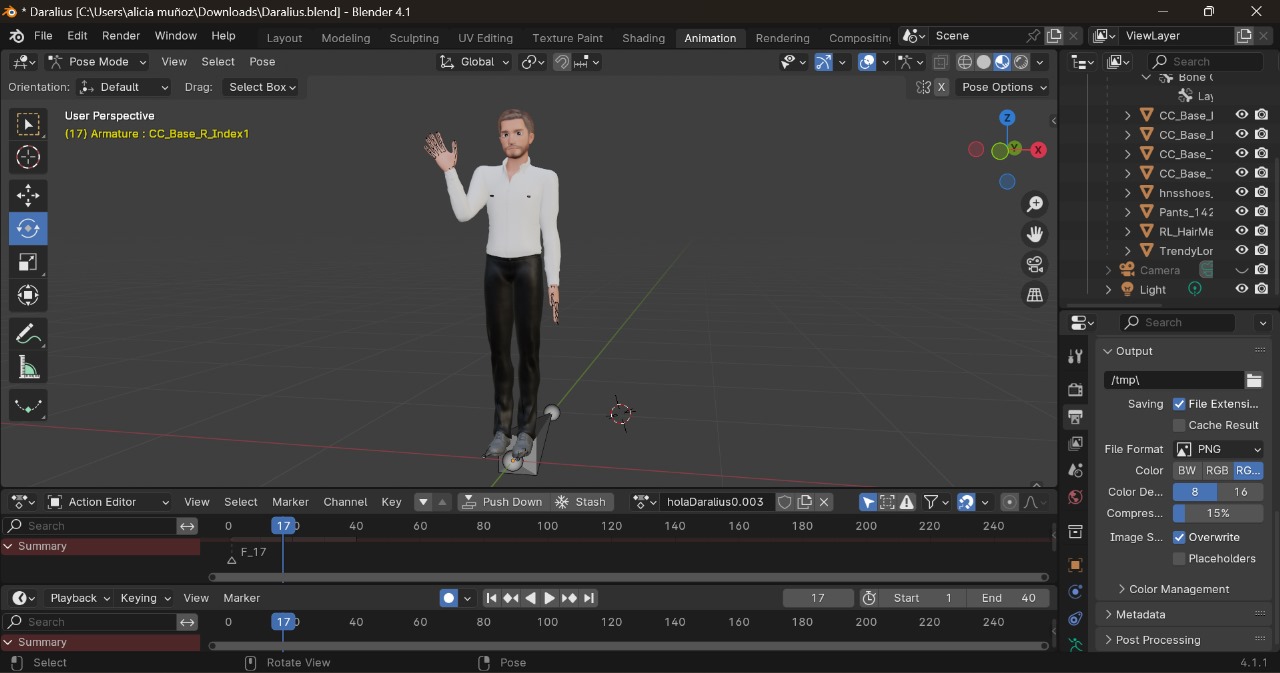 * Daralius [C:\Users\alicia muñoz\Downloads\Daralius.blend] - Blender 4.1
File Edit Render Window Help Layout Modeling Sculpting UV Editing Texture Paint Shading Animation Rendering Compositing Scene ViewLayer
Pose Mode View Select Pose Global Search
Orientation: Default Drag: Select Box X Pose Options
User Perspective
(17) Armature : CC_Base_R_Index1
Z
Y
X
Bone
Lay
CC_Base_
CC_Base_
CC_Base_
CC_Base_
hnsshoes_
Pants_142
RL_HairMe
TrendyLor
Camera
Light
Search
Output
/tmp\
Saving File Extensi...
Cache Result
File Format PNG
Color BW RGB RG...
Color De... 8 16
Compres... 15%
Image S... Overwrite
Placeholders
Color Management
Metadata
Post Processing
Action Editor View Select Marker Channel Key Push Down Stash holaDaralius0.003
Search 0 17 40 60 80 100 120 140 160 180 200 220 240
Summary
F_17
Playback Keying View Marker 17 Start 1 End 40
Search 0 17 40 60 80 100 120 140 160 180 200 220 240
Summary
Select Rotate View Pose 4.1.1